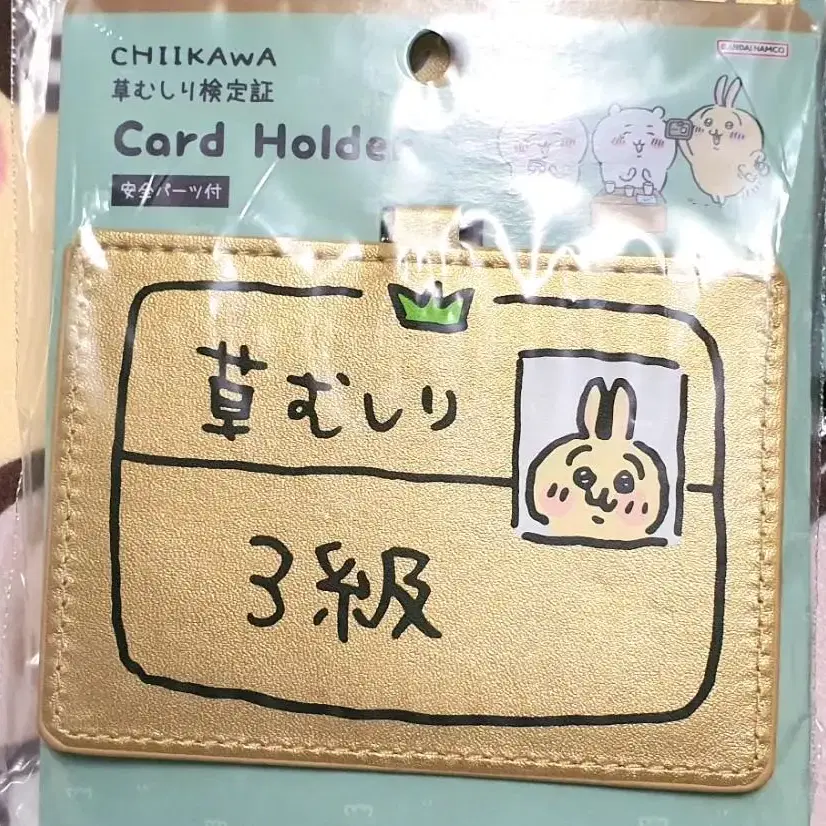 CHIIKAWA
草むしり検定証
Card Holder
安全パーツ付
BANDAI NAMCO
草むしり
3級